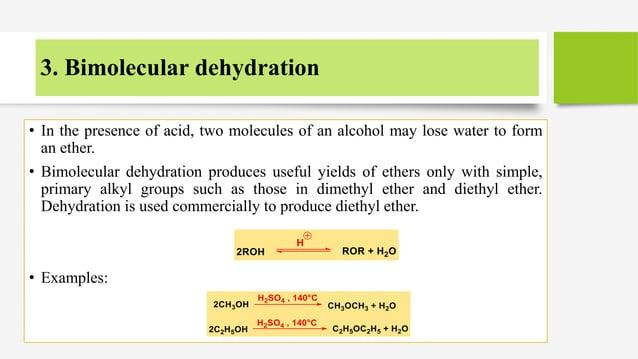 3. Bimolecular dehydration
• In the presence of acid, two molecules of an alcohol may lose water to form
an ether.
• Bimolecular dehydration produces useful yields of ethers only with simple,
primary alkyl groups such as those in dimethyl ether and diethyl ether.
Dehydration is used commercially to produce diethyl ether.
2ROH H⊕ ROR + H₂O
• Examples:
2CH₃OH H₂SO₄ , 140°C CH₃OCH₃ + H₂O
2C₂H₅OH H₂SO₄ , 140°C C₂H₅OC₂H₅ + H₂O